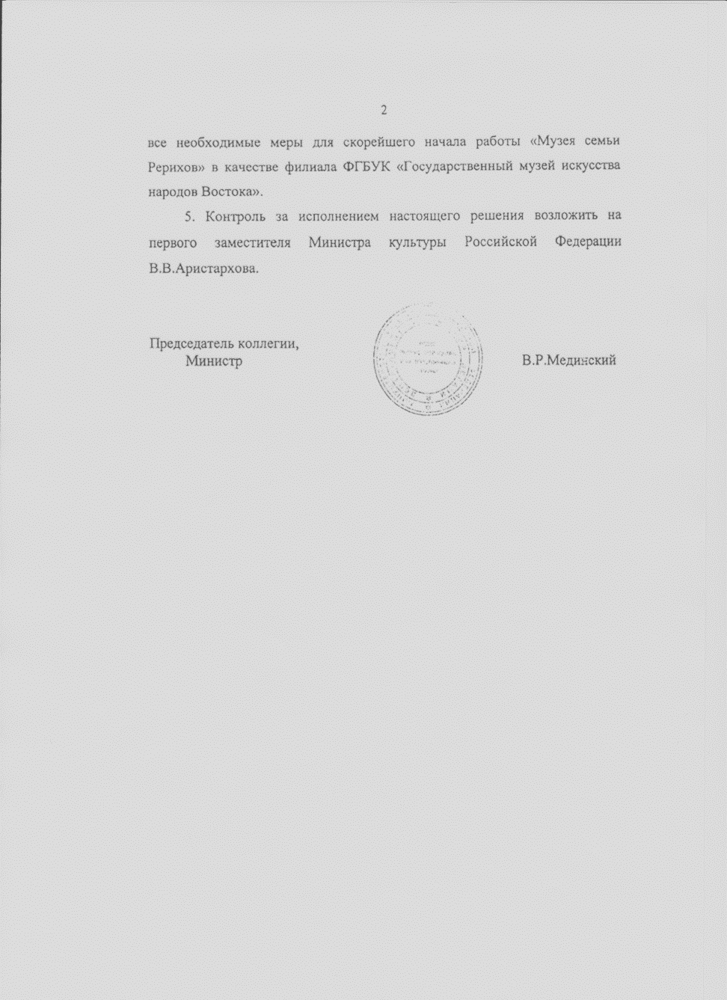 2
все необходимые меры для скорейшего начала работы «Музея семьи
Рерихов» в качестве филиала ФГБУК «Государственный музей искусства
народов Востока».
5. Контроль за исполнением настоящего решения возложить на
первого заместителя Министра культуры Российской Федерации
В.В.Аристархова.
Председатель коллегии,
Министр
В.Р.Мединский